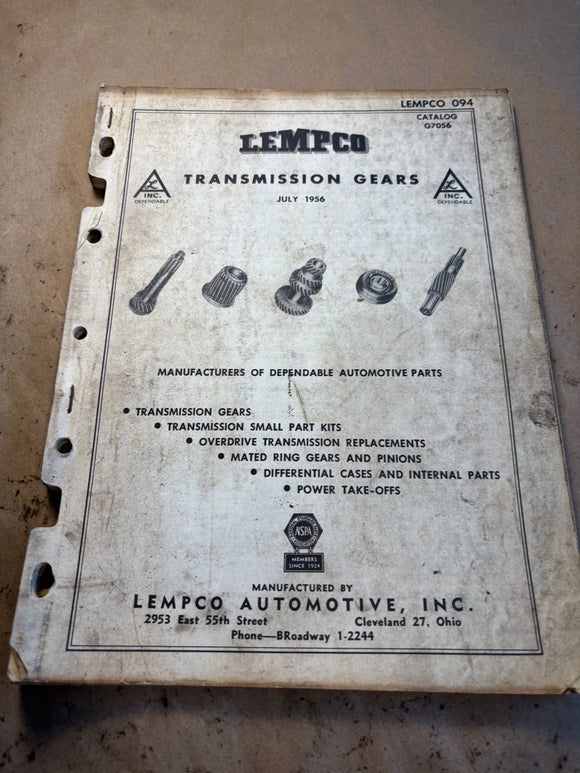 LEMPCO 094
CATALOG
G7056
LEMPCO
TRANSMISSION GEARS
JULY 1956
L
INC.
DEPENDABLE
L
INC.
DEPENDABLE
MANUFACTURERS OF DEPENDABLE AUTOMOTIVE PARTS
• TRANSMISSION GEARS
• TRANSMISSION SMALL PART KITS
• OVERDRIVE TRANSMISSION REPLACEMENTS
• MATED RING GEARS AND PINIONS
• DIFFERENTIAL CASES AND INTERNAL PARTS
• POWER TAKE-OFFS
ASPA
MEMBERS
SINCE 1924
MANUFACTURED BY
LEMPCO AUTOMOTIVE, INC.
2953 East 55th Street Cleveland 27, Ohio
Phone—BRoadway 1-2244